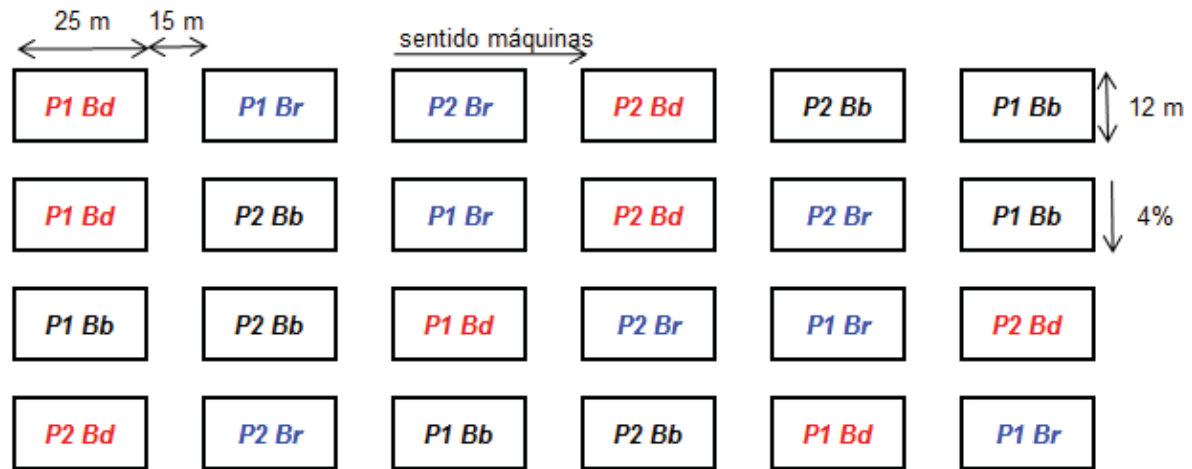 25 m 15 m
sentido máquinas
P1 Bd P1 Br P2 Br P2 Bd P2 Bb P1 Bb 12 m
P1 Bd P2 Bb P1 Br P2 Bd P2 Br P1 Bb 4%
P1 Bb P2 Bb P1 Bd P2 Br P1 Br P2 Bd
P2 Bd P2 Br P1 Bb P2 Bb P1 Bd P1 Br